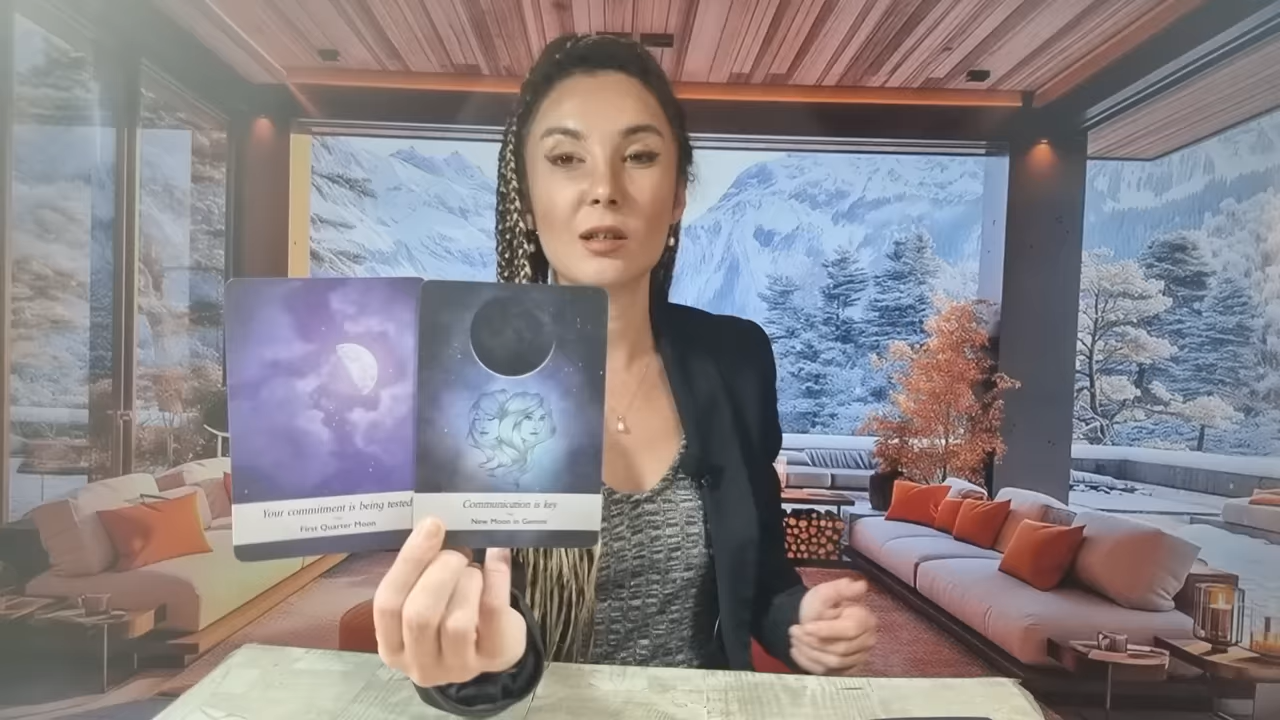 Your commitment is being tested
First Quarter Moon
Communication is key
New Moon in Gemini